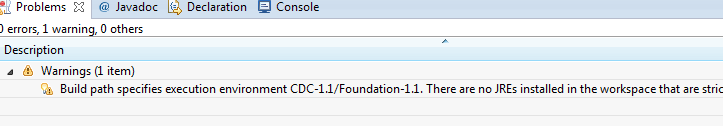 Problems @ Javadoc Declaration Console
0 errors, 1 warning, 0 others
Description
Warnings (1 item)
Build path specifies execution environment CDC-1.1/Foundation-1.1. There are no JREs installed in the workspace that are stric